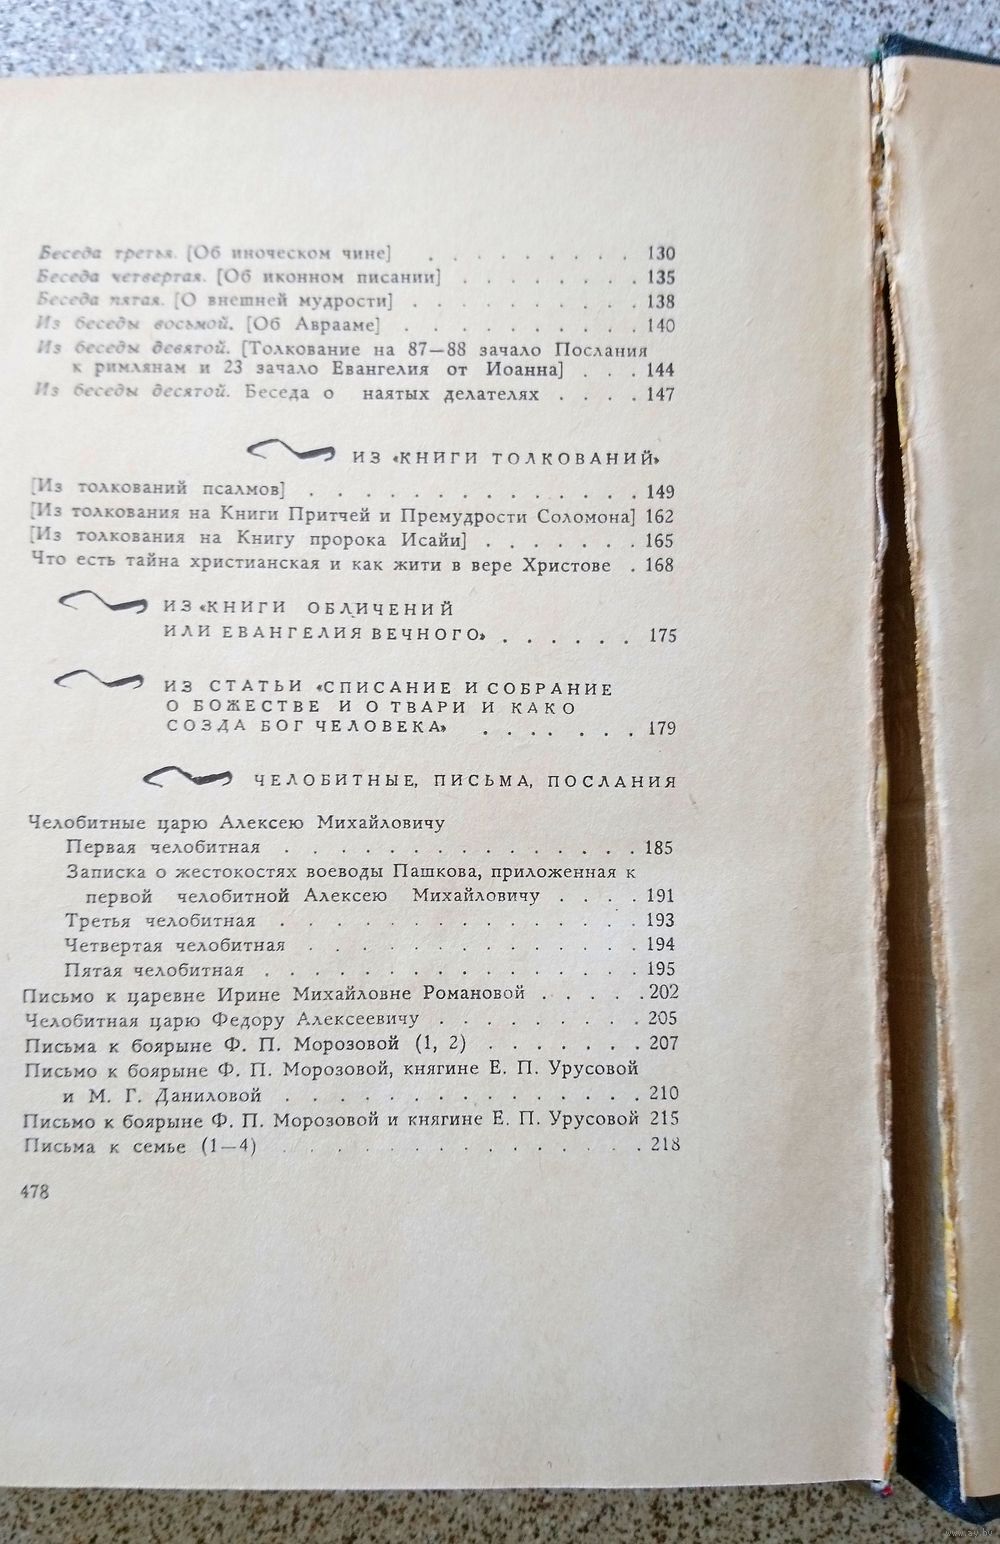 Беседа третья. [Об иноческом чине] . . . . . . . . . 130
Беседа четвертая. [Об иконном писании] . . . . . . . . 135
Беседа пятая. [О внешней мудрости] . . . . . . . . . . 138
Из беседы восьмой. [Об Аврааме] . . . . . . . . . . 140
Из беседы девятой. [Толкование на 87—88 зачало Послания
к римлянам и 23 зачало Евангелия от Иоанна] . . . 144
Из беседы десятой. Беседа о наятых делателях . . . . 147
ИЗ «КНИГИ ТОЛКОВАНИЙ»
[Из толкований псалмов] . . . . . . . . . . . . . 149
[Из толкования на Книги Притчей и Премудрости Соломона] 162
[Из толкования на Книгу пророка Исайи] . . . . . . . 165
Что есть тайна христианская и как жити в вере Христове . 168
ИЗ «КНИГИ ОБЛИЧЕНИЙ
ИЛИ ЕВАНГЕЛИЯ ВЕЧНОГО» . . . . . . 175
ИЗ СТАТЬИ «СПИСАНИЕ И СОБРАНИЕ
О БОЖЕСТВЕ И О ТВАРИ И КАКО
СОЗДА БОГ ЧЕЛОВЕКА» . . . . . . . 179
ЧЕЛОБИТНЫЕ, ПИСЬМА, ПОСЛАНИЯ
Челобитные царю Алексею Михайловичу
Первая челобитная . . . . . . . . . . . . . . 185
Записка о жестокостях воеводы Пашкова, приложенная к
первой челобитной Алексею Михайловичу . . . . 191
Третья челобитная . . . . . . . . . . . . . . 193
Четвертая челобитная . . . . . . . . . . . . . 194
Пятая челобитная . . . . . . . . . . . . . . . 195
Письмо к царевне Ирине Михайловне Романовой . . . . . 202
Челобитная царю Федору Алексеевичу . . . . . . . . . 205
Письма к боярыне Ф. П. Морозовой (1, 2) . . . . . . . 207
Письмо к боярыне Ф. П. Морозовой, княгине Е. П. Урусовой
и М. Г. Даниловой . . . . . . . . . . . . . . . 210
Письмо к боярыне Ф. П. Морозовой и княгине Е. П. Урусовой 215
Письма к семье (1—4) . . . . . . . . . . . . . 218
478
www.ay.by